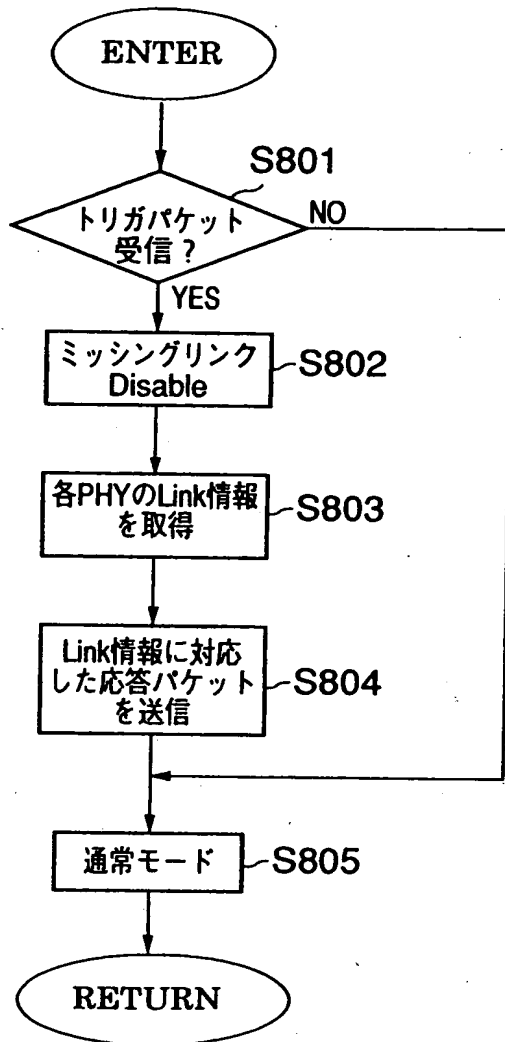 ENTER
S801
トリガパケット
受信？
NO
YES
ミッシングリンク
Disable
S802
各PHYのLink情報
を取得
S803
Link情報に対応
した応答パケット
を送信
S804
通常モード
S805
RETURN